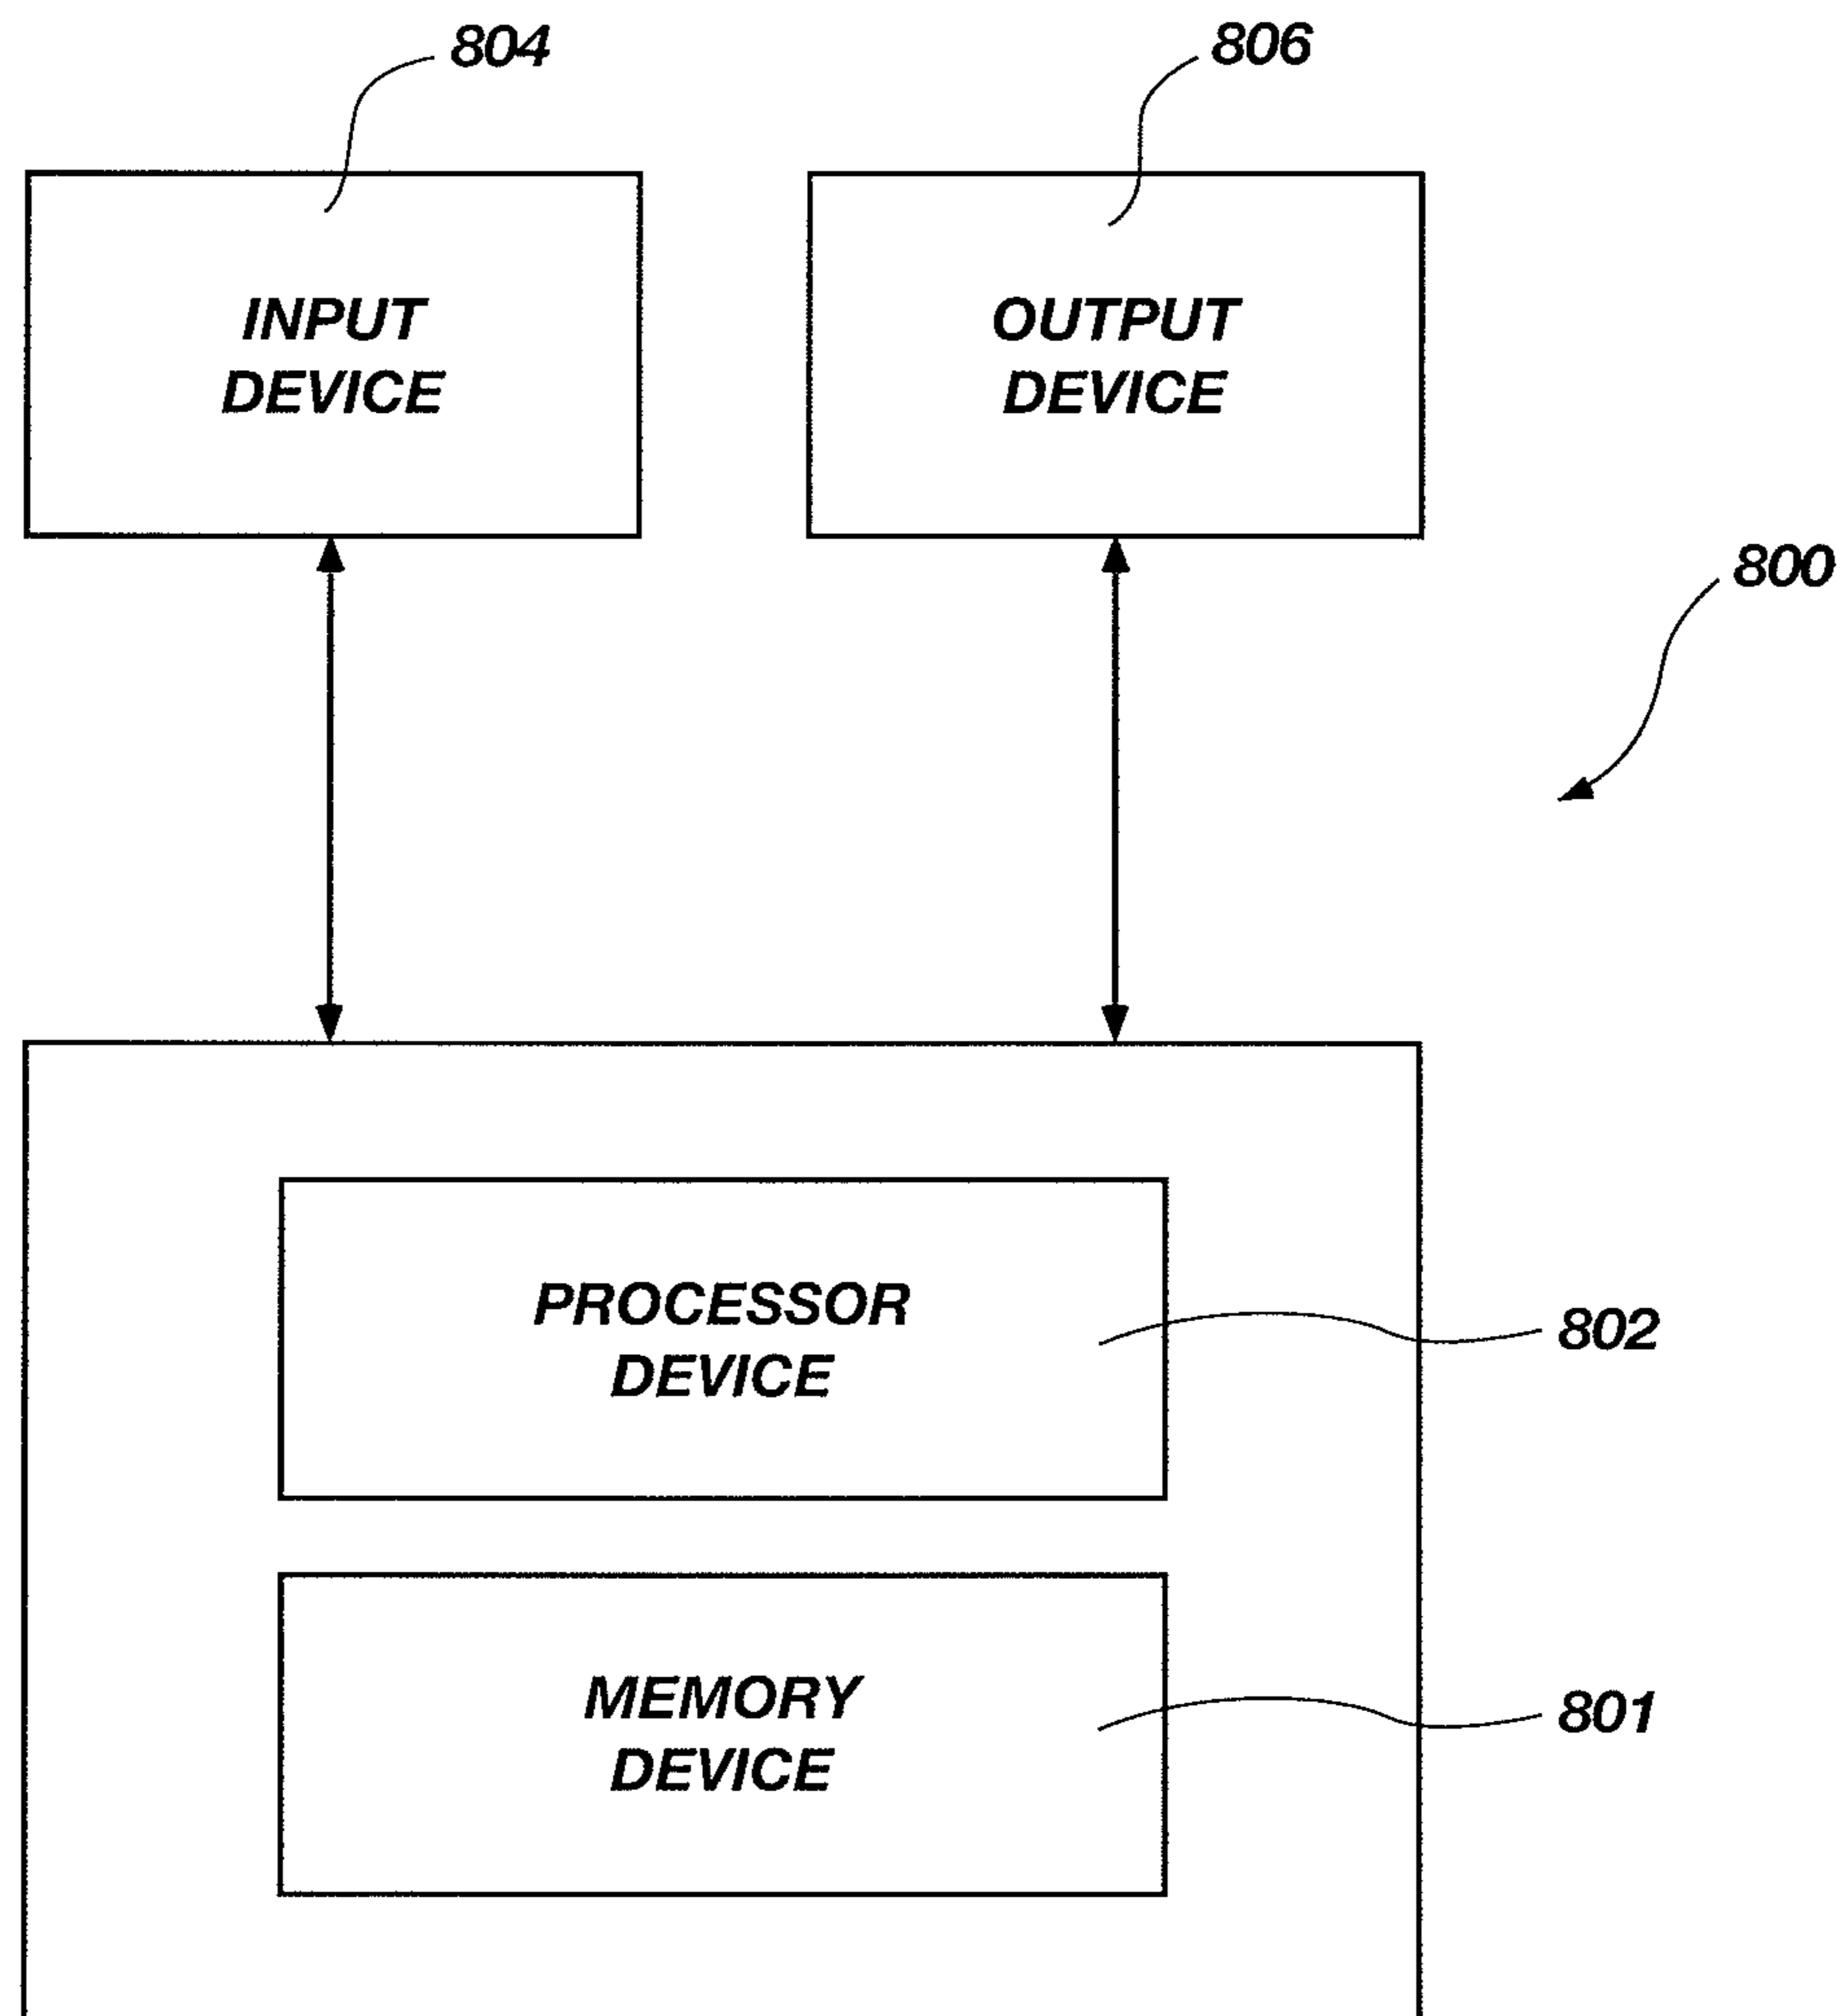 804
806
INPUT
DEVICE
OUTPUT
DEVICE
800
PROCESSOR
DEVICE
802
MEMORY
DEVICE
801